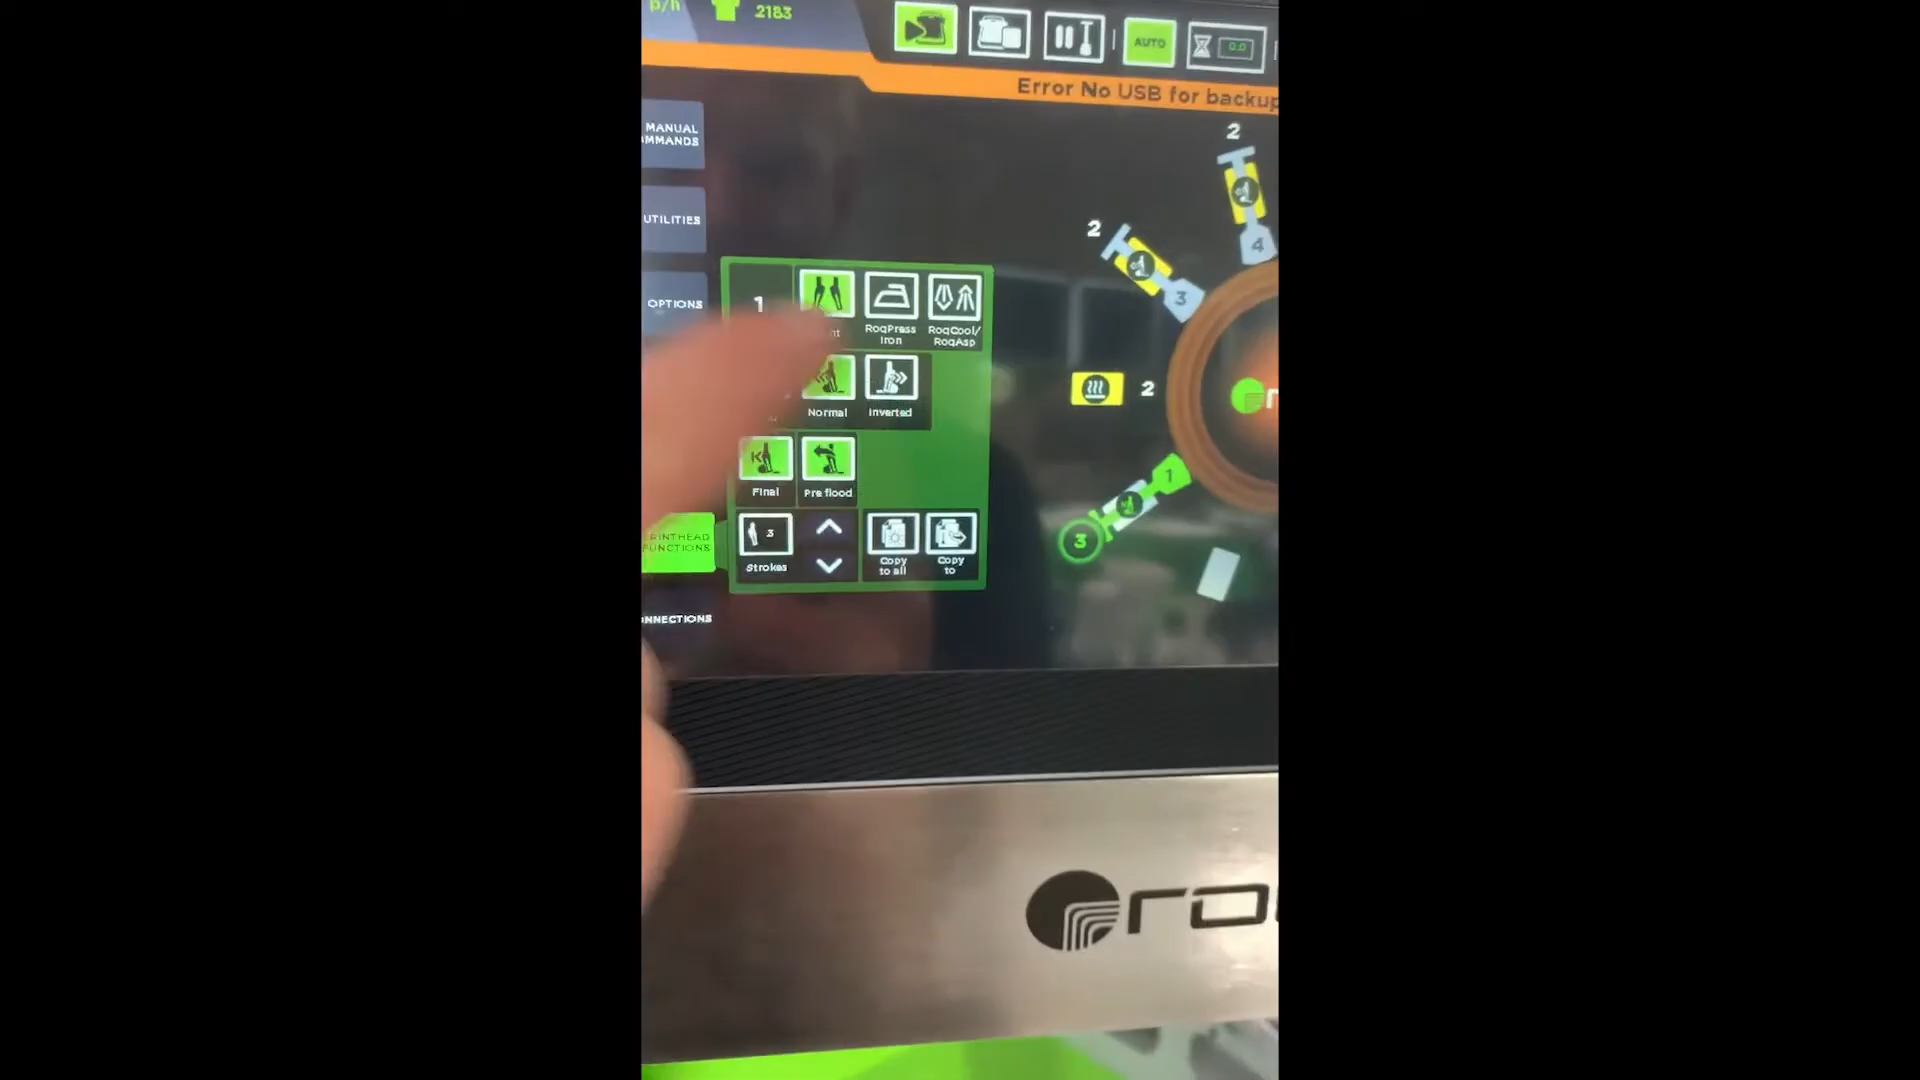 p/h 2183
AUTO
0.0
Error No USB for backup
MANUAL
UTILITIES
OPTIONS
FUNCTIONS
1
RoqPress
Iron
RoqCool/
RoqAsp
Normal
Inverted
Final
Pre flood
3
Strokes
Copy
to all
Copy
to
2
4
2
3
2
1
3